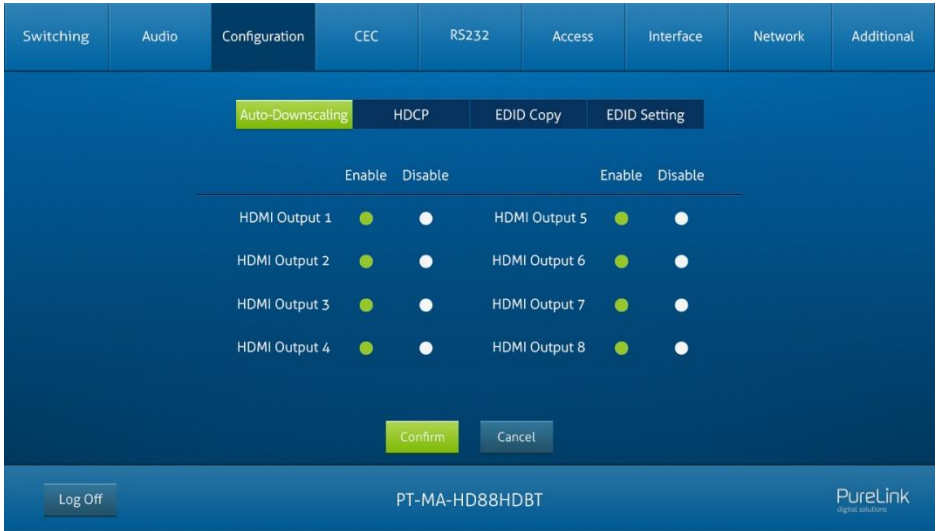 Switching Audio Configuration CEC RS232 Access Interface Network Additional
Auto-Downscaling HDCP EDID Copy EDID Setting
Enable Disable Enable Disable
HDMI Output 1 HDMI Output 5
HDMI Output 2 HDMI Output 6
HDMI Output 3 HDMI Output 7
HDMI Output 4 HDMI Output 8
Confirm Cancel
Log Off PT-MA-HD88HDBT PureLink
digital solutions